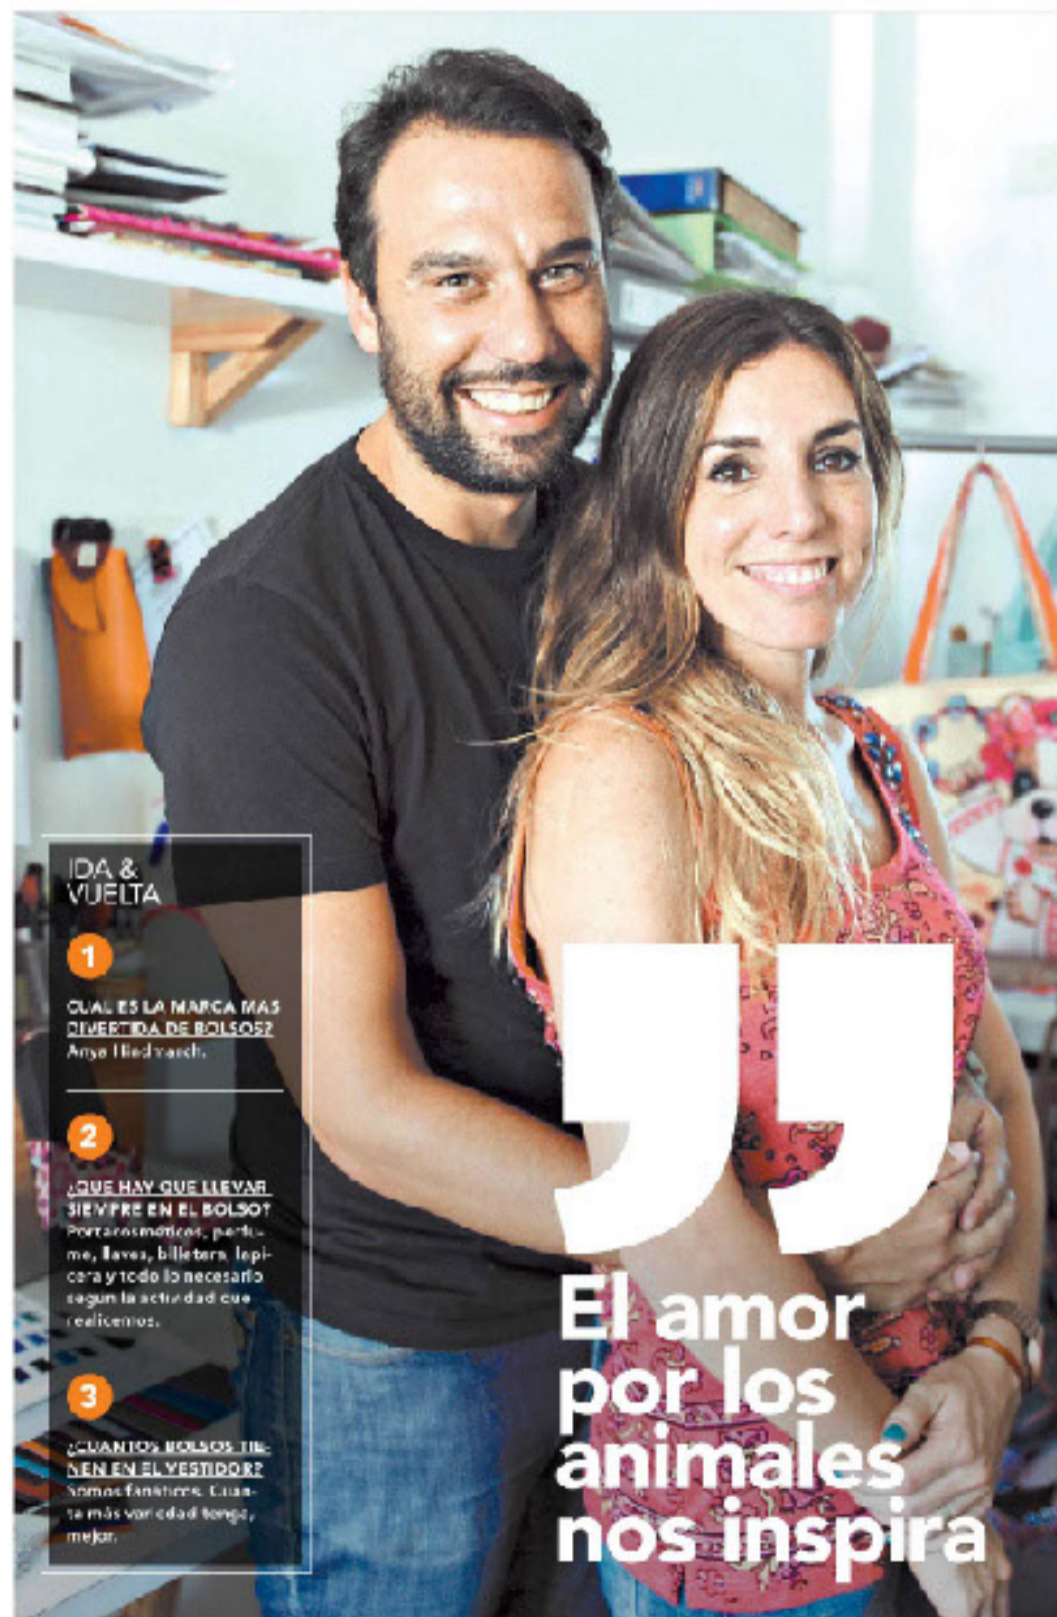 IDA &
VUELTA
1
CUAL ES LA MARCA MAS
DIVERTIDA DE BOLSOS?
Anya Hindmarch.
2
¿QUE HAY QUE LLEVAR
SIEMPRE EN EL BOLSO?
Portacosméticos, perfu-
me, llaves, billetera, lapi-
cera y todo lo necesario
segun la actividad que
realicemos.
3
¿CUANTOS BOLSOS TIE-
NEN EN EL VESTIDOR?
Somos fanáticos. Cuan-
ta más variedad tenga,
mejor.
”
El amor
por los
animales
nos inspira